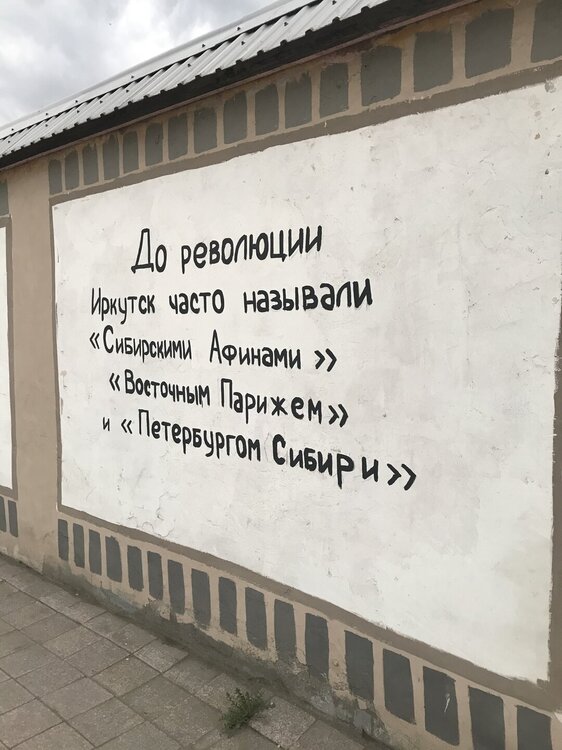 До революции
Иркутск часто называли
«Сибирскими Афинами»
«Восточным Парижем»
и «Петербургом Сибири»